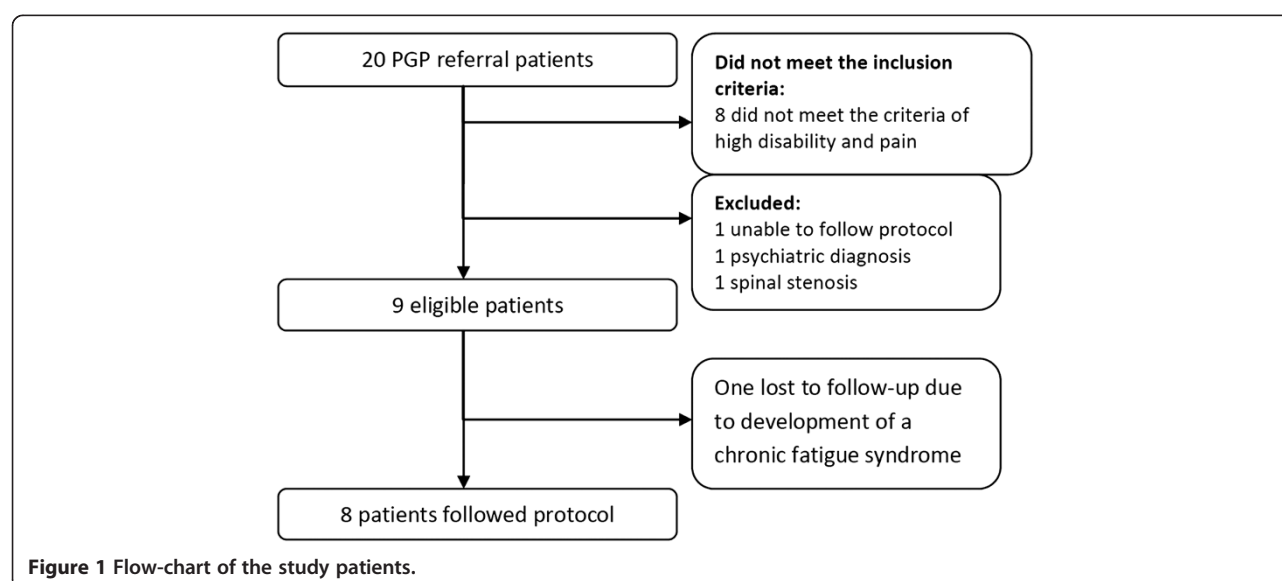 20 PGP referral patients
Did not meet the inclusion
criteria:
8 did not meet the criteria of
high disability and pain
Excluded:
1 unable to follow protocol
1 psychiatric diagnosis
1 spinal stenosis
9 eligible patients
One lost to follow-up due
to development of a
chronic fatigue syndrome
8 patients followed protocol
Figure 1 Flow-chart of the study patients.